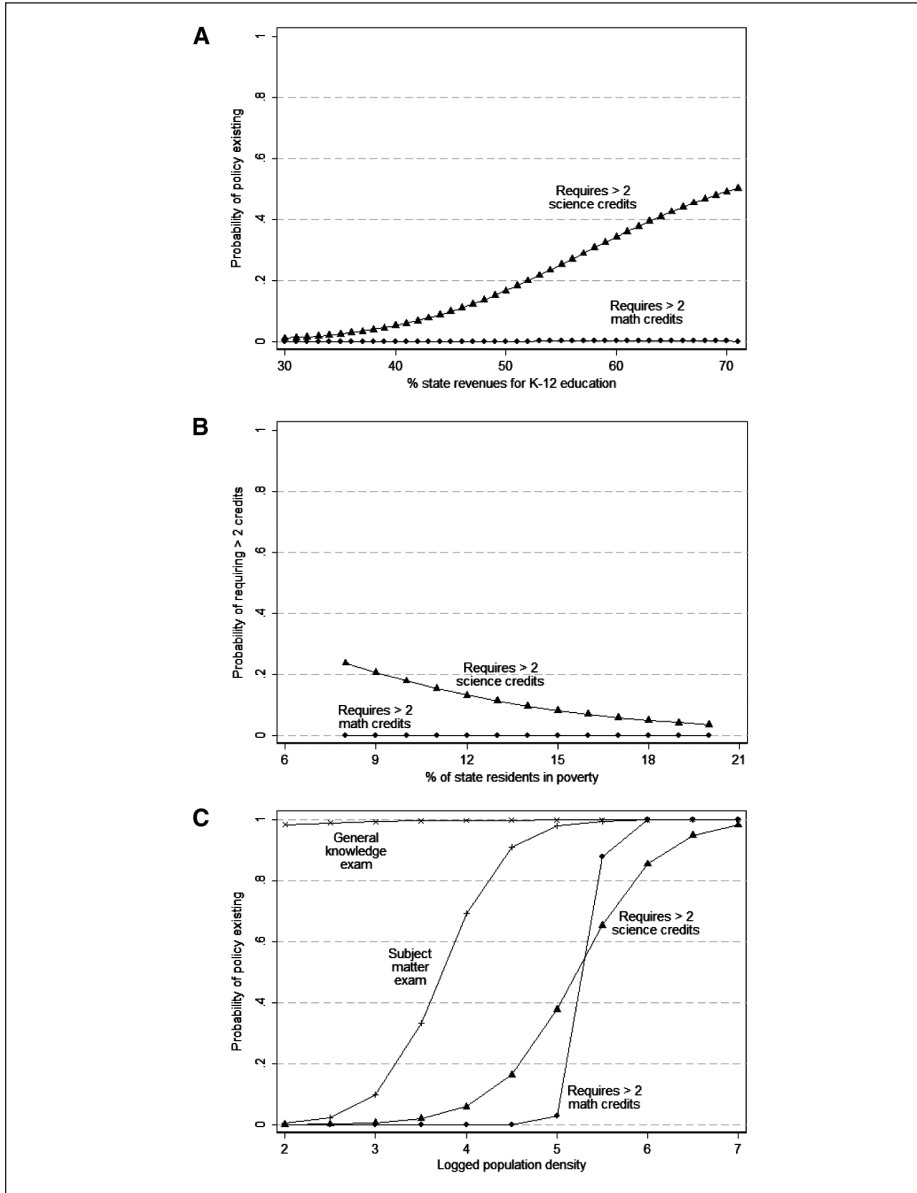 A
Probability of policy existing
1
.8
.6
.4
.2
0
Requires > 2
science credits
Requires > 2
math credits
30 40 50 60 70
% state revenues for K-12 education
B
Probability of requiring > 2 credits
1
.8
.6
.4
.2
0
Requires > 2
science credits
Requires > 2
math credits
6 9 12 15 18 21
% of state residents in poverty
C
Probability of policy existing
1
.8
.6
.4
.2
0
General
knowledge
exam
Subject
matter
exam
Requires > 2
science credits
Requires > 2
math credits
2 3 4 5 6 7
Logged population density